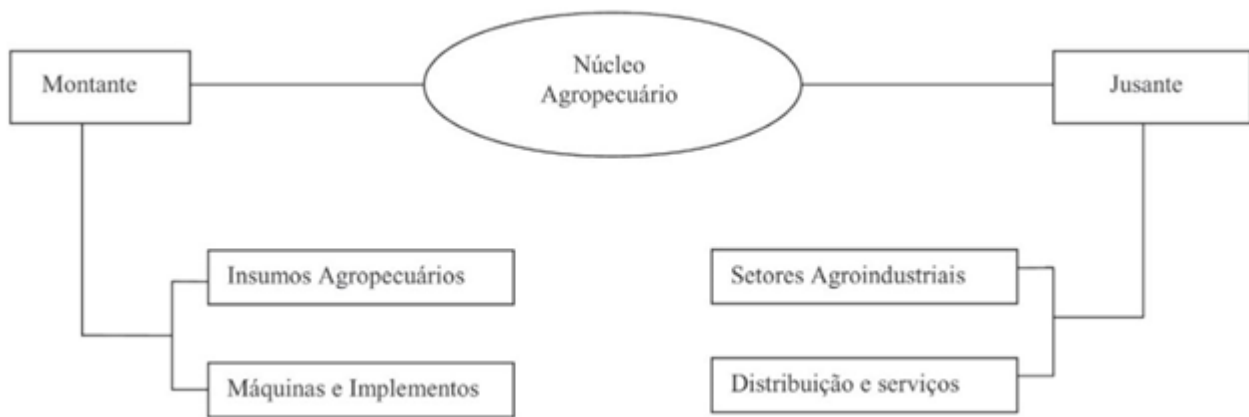 Núcleo
Agropecuário
Montante
Jusante
Insumos Agropecuários
Setores Agroindustriais
Máquinas e Implementos
Distribuição e serviços